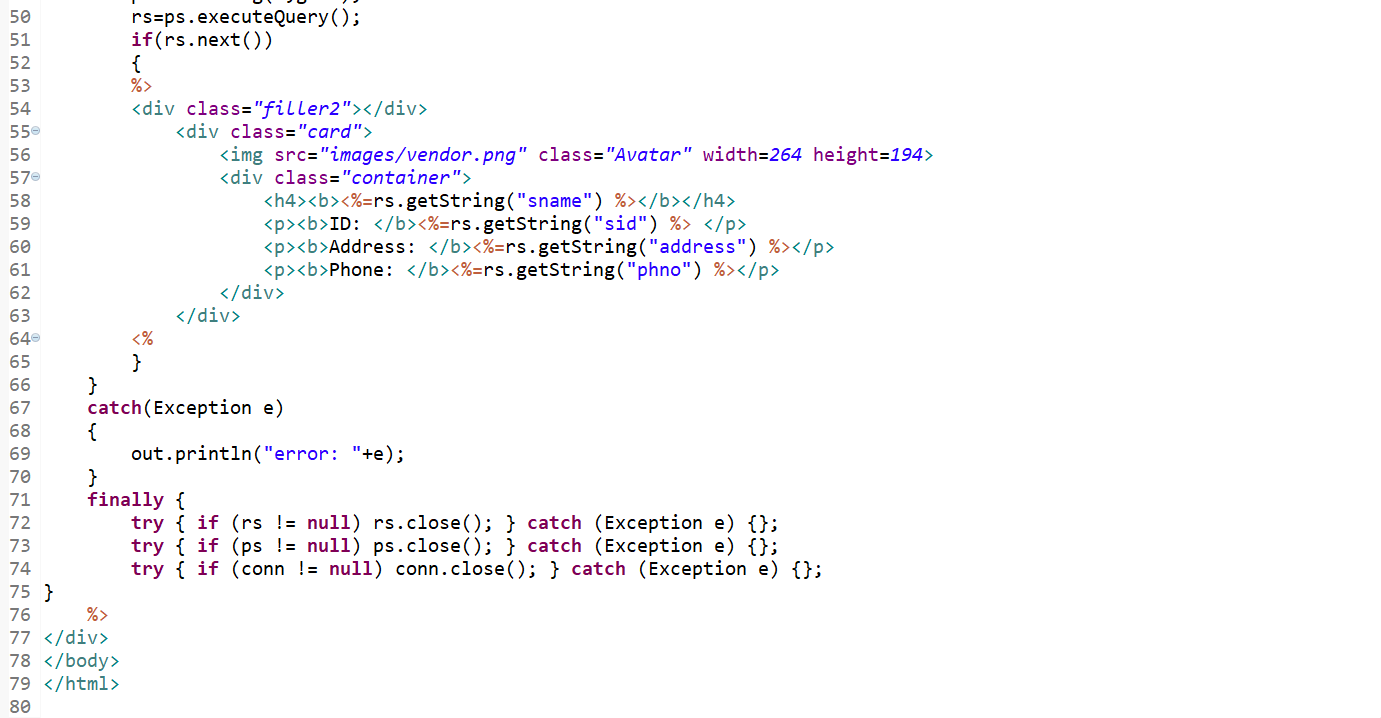 50 rs=ps.executeQuery();
51 if(rs.next())
52 {
53 %>
54 <div class="filler2"></div>
55 <div class="card">
56 <img src="images/vendor.png" class="Avatar" width=264 height=194>
57 <div class="container">
58 <h4><b><%=rs.getString("sname") %></b></h4>
59 <p><b>ID: </b><%=rs.getString("sid") %> </p>
60 <p><b>Address: </b><%=rs.getString("address") %></p>
61 <p><b>Phone: </b><%=rs.getString("phno") %></p>
62 </div>
63 </div>
64 <%
65 }
66 }
67 catch(Exception e)
68 {
69 out.println("error: "+e);
70 }
71 finally {
72 try { if (rs != null) rs.close(); } catch (Exception e) {};
73 try { if (ps != null) ps.close(); } catch (Exception e) {};
74 try { if (conn != null) conn.close(); } catch (Exception e) {};
75 }
76 %>
77 </div>
78 </body>
79 </html>
80